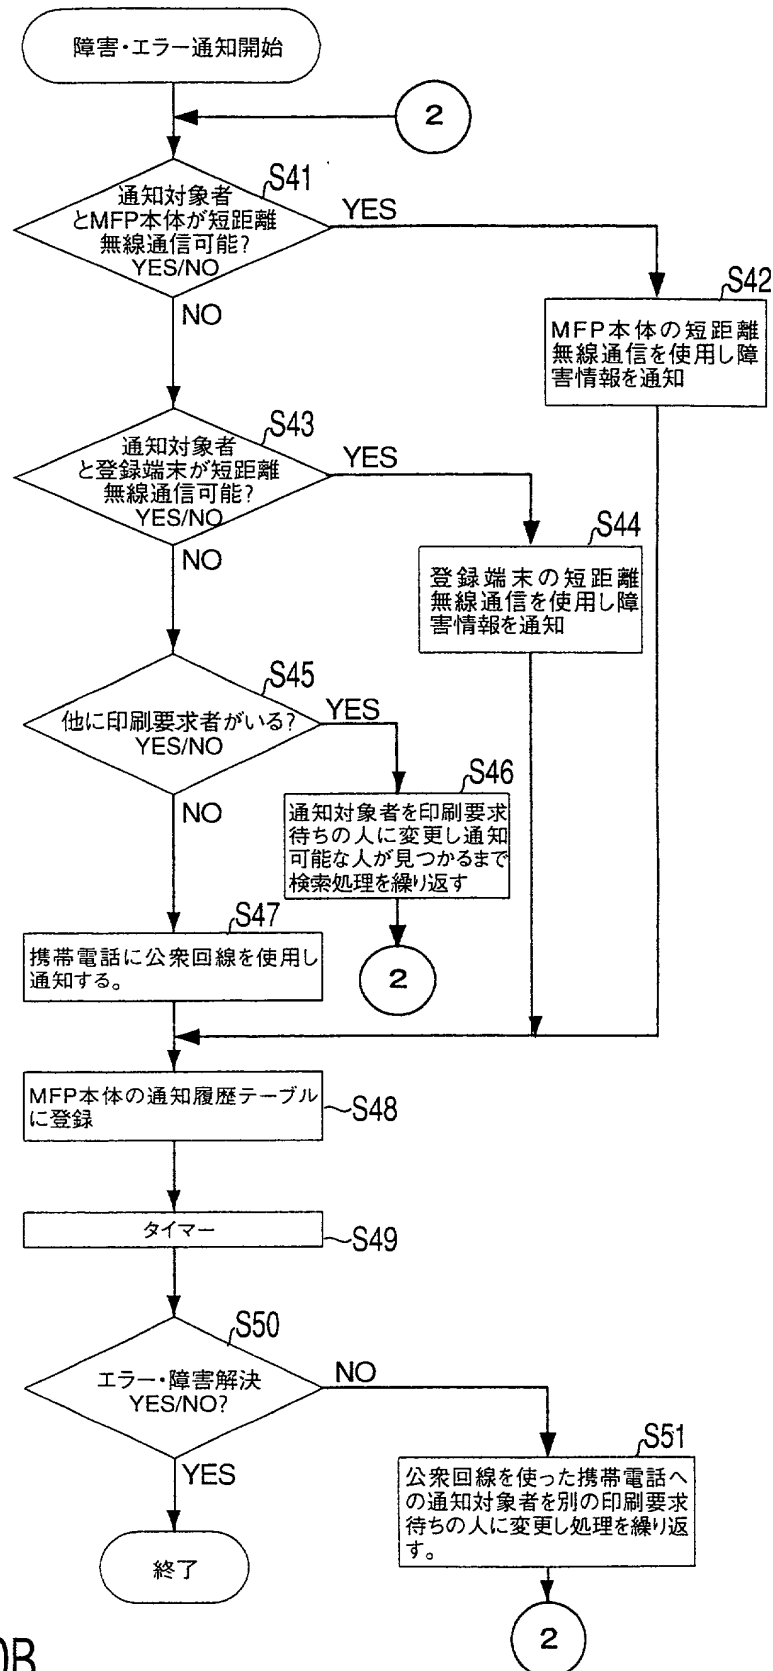 障害・エラー通知開始
2
S41
通知対象者
とMFP本体が短距離
無線通信可能?
YES/NO
YES
NO
S42
MFP本体の短距離
無線通信を使用し障
害情報を通知
S43
通知対象者
と登録端末が短距離
無線通信可能?
YES/NO
YES
NO
S44
登録端末の短距離
無線通信を使用し障
害情報を通知
S45
他に印刷要求者がいる?
YES/NO
YES
NO
S46
通知対象者を印刷要求
待ちの人に変更し通知
可能な人が見つかるまで
検索処理を繰り返す
2
S47
携帯電話に公衆回線を使用し
通知する。
MFP本体の通知履歴テーブル
に登録
S48
タイマー
S49
S50
エラー・障害解決
YES/NO?
NO
YES
S51
公衆回線を使った携帯電話へ
の通知対象者を別の印刷要求
待ちの人に変更し処理を繰り返
す。
終了
2